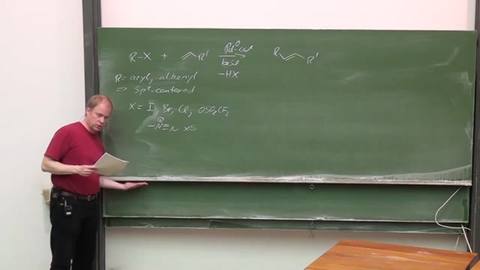 R-X + R' Pd⁰-cat. R R'
base
-HX
R = aryl, alkenyl
⇒ sp²-centered
X = I, Br, Cl, OSO₂CF₃
-N≡N